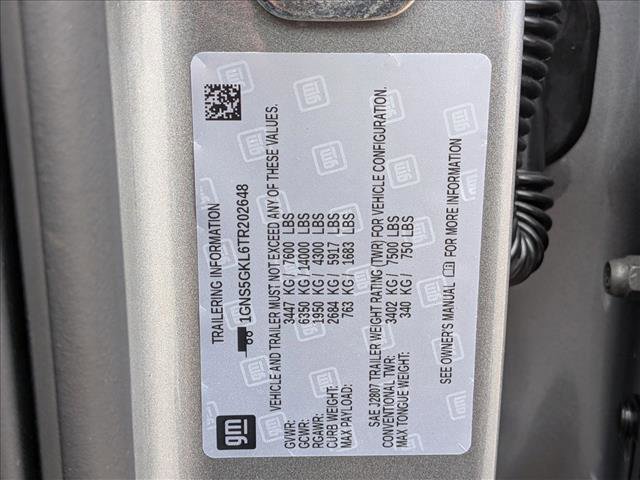 TRAILERING INFORMATION
1GNS5GKL6TR202648
VEHICLE AND TRAILER MUST NOT EXCEED ANY OF THESE VALUES.
GVWR: 3447 KG / 7600 LBS
GCWR: 6350 KG / 14000 LBS
RGAWR: 1950 KG / 4300 LBS
CURB WEIGHT: 2684 KG / 5917 LBS
MAX PAYLOAD: 763 KG / 1683 LBS
SAE J2807 TRAILER WEIGHT RATING (TWR) FOR VEHICLE CONFIGURATION.
CONVENTIONAL TWR: 3402 KG / 7500 LBS
MAX TONGUE WEIGHT: 340 KG / 750 LBS
SEE OWNER'S MANUAL FOR MORE INFORMATION
gm